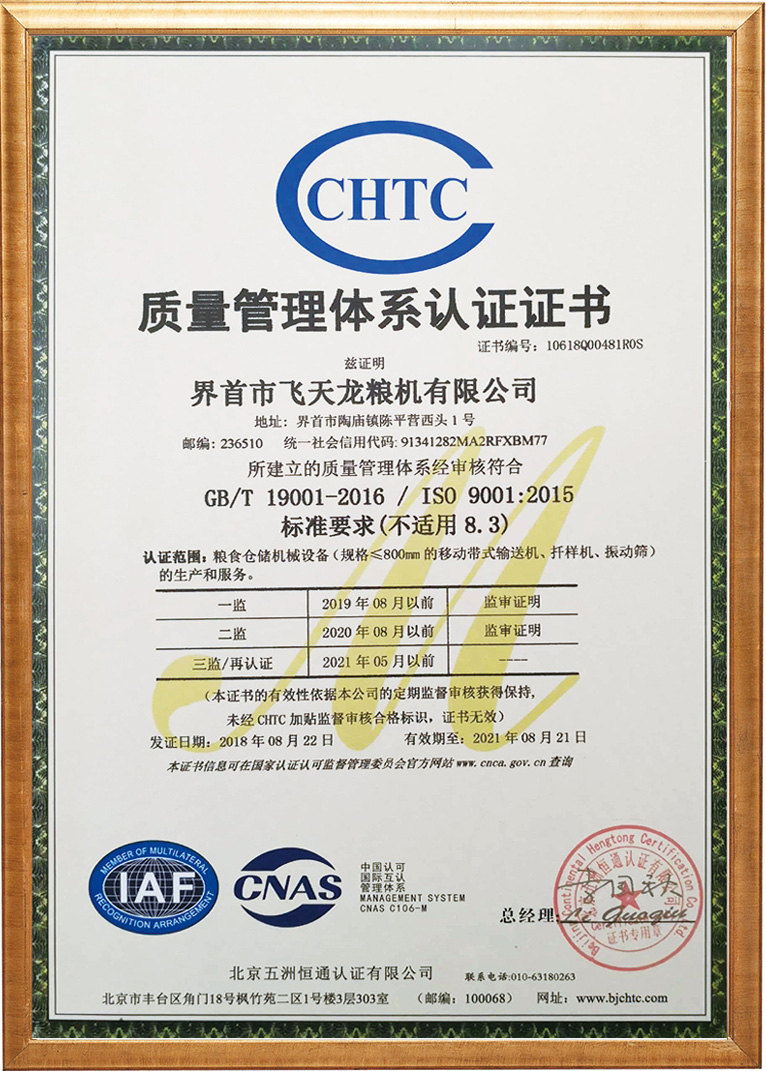 CHTC
质量管理体系认证证书
证书编号：10618Q00481R0S
兹证明
界首市飞天龙粮机有限公司
地址：界首市陶庙镇陈平营西头1号
邮编：236510 统一社会信用代码：91341282MA2RFXBM77
所建立的质量管理体系经审核符合
GB/T 19001-2016 / ISO 9001:2015
标准要求(不适用 8.3)
认证范围：粮食仓储机械设备（规格≤800mm的移动带式输送机、扦样机、振动筛）
的生产和服务。
一监 2019年08月以前 监审证明
二监 2020年08月以前 监审证明
三监/再认证 2021年05月以前 ----
（本证书的有效性依据本公司的定期监督审核获得保持，
未经CHTC加贴监督审核合格标识，证书无效）
发证日期：2018年08月22日 有效期至：2021年08月21日
本证书信息可在国家认证认可监督管理委员会官方网站www.cnca.gov.cn查询
MEMBER OF MULTILATERAL
IAF
RECOGNITION ARRANGEMENT
CNAS
中国认可
国际互认
管理体系
MANAGEMENT SYSTEM
CNAS C106-M
总经理：
Li Guoqin
证书专用章
北京五洲恒通认证有限公司 联系电话:010-63180263
北京市丰台区角门18号枫竹苑二区1号楼3层303室 （邮编：100068） 网址：www.bjchtc.com